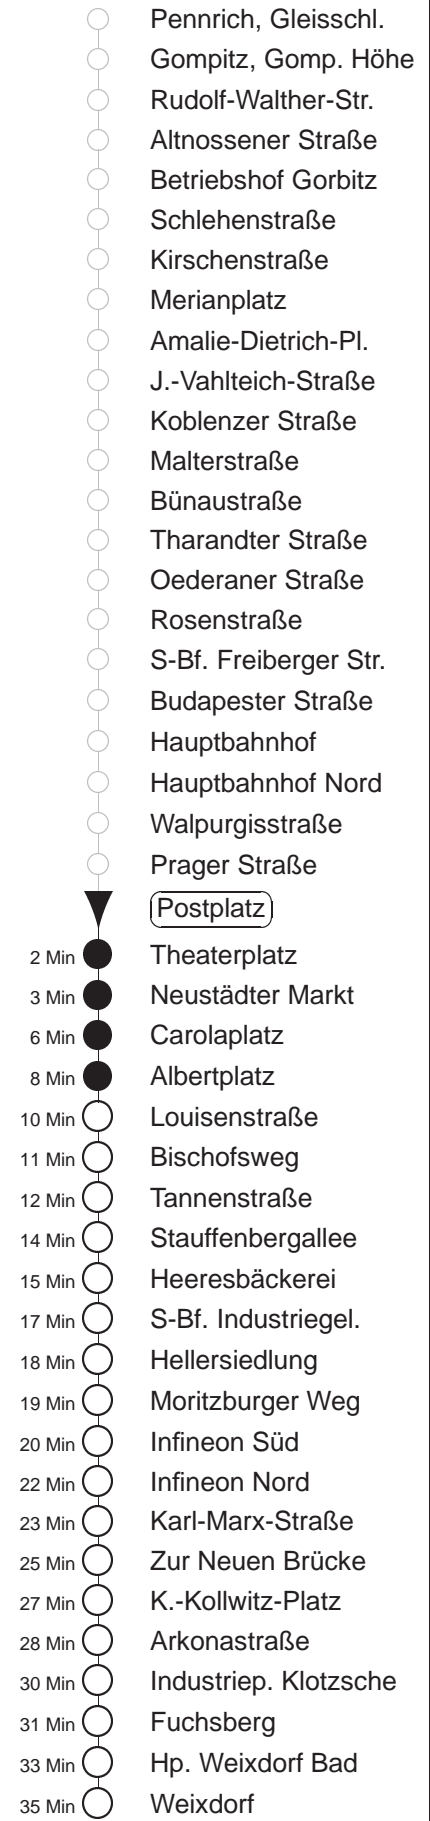 Pennrich, Gleisschl.
Gompitz, Gomp. Höhe
Rudolf-Walther-Str.
Altnossener Straße
Betriebshof Gorbitz
Schlehenstraße
Kirschenstraße
Merianplatz
Amalie-Dietrich-Pl.
J.-Vahlteich-Straße
Koblenzer Straße
Malterstraße
Bünaustraße
Tharandter Straße
Oederaner Straße
Rosenstraße
S-Bf. Freiberger Str.
Budapester Straße
Hauptbahnhof
Hauptbahnhof Nord
Walpurgisstraße
Prager Straße
Postplatz
2 Min Theaterplatz
3 Min Neustädter Markt
6 Min Carolaplatz
8 Min Albertplatz
10 Min Louisenstraße
11 Min Bischofsweg
12 Min Tannenstraße
14 Min Stauffenbergallee
15 Min Heeresbäckerei
17 Min S-Bf. Industriegel.
18 Min Hellersiedlung
19 Min Moritzburger Weg
20 Min Infineon Süd
22 Min Infineon Nord
23 Min Karl-Marx-Straße
25 Min Zur Neuen Brücke
27 Min K.-Kollwitz-Platz
28 Min Arkonastraße
30 Min Industriep. Klotzsche
31 Min Fuchsberg
33 Min Hp. Weixdorf Bad
35 Min Weixdorf